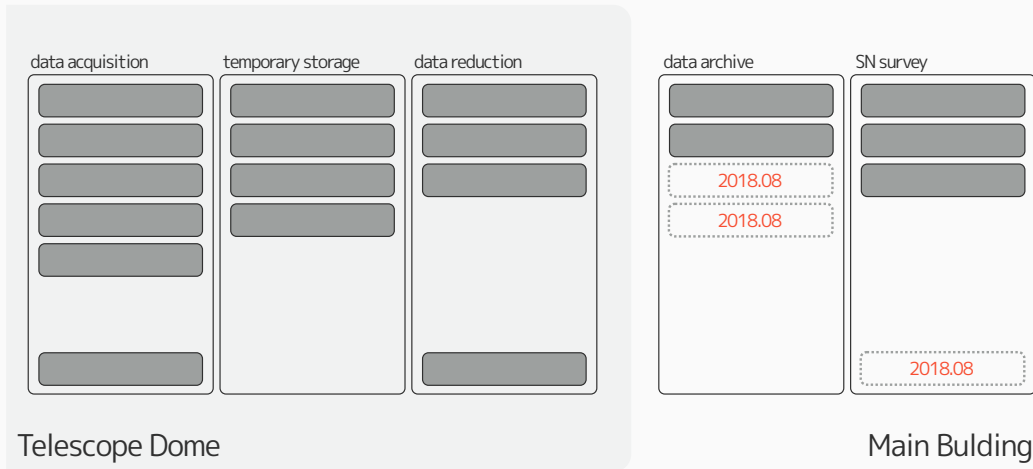 data acquisition
temporary storage
data reduction
data archive
SN survey
2018.08
2018.08
2018.08
Telescope Dome
Main Bulding